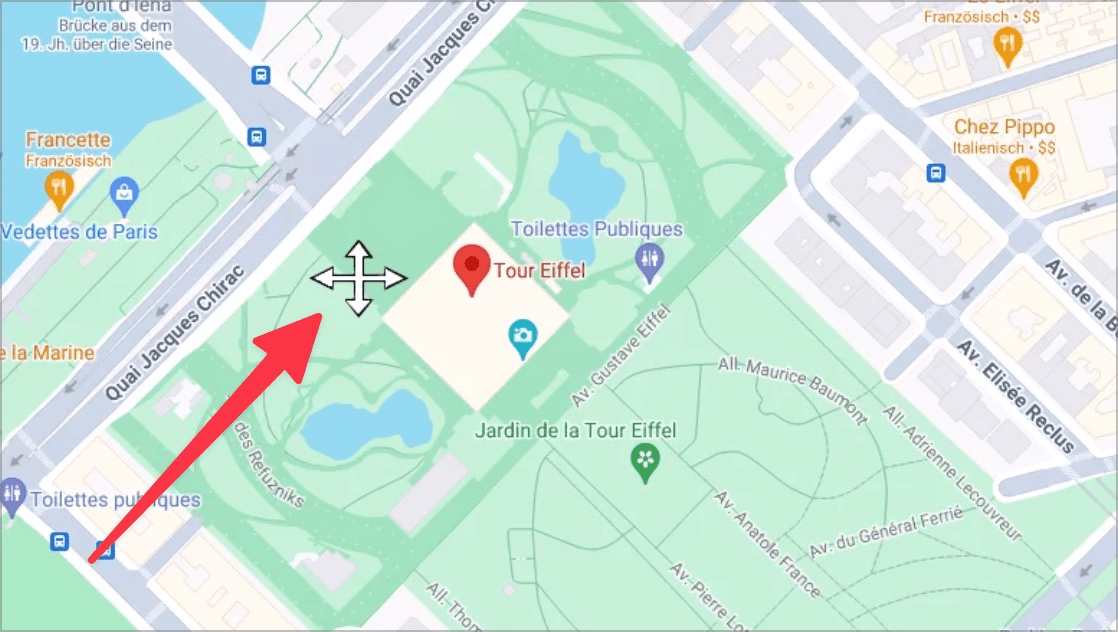 Pont d'Iéna
Brücke aus dem
19. Jh. über die Seine
Quai Jacques
Französisch • $$
Francette
Französisch
Chez Pippo
Italienisch • $$
Vedettes de Paris
Toilettes Publiques
Tour Eiffel
Quai Jacques Chirac
e la Marine
Av. de la B
Av. Gustave Eiffel
Av. Elisée Reclus
All. Maurice Baumont
All. Adrienne Lecouvreur
Jardin de la Tour Eiffel
des Refuzniks
Toilettes publiques
Av. Anatole France
Av. du Général Ferrié
Av. Pierre Lo
All. Tho